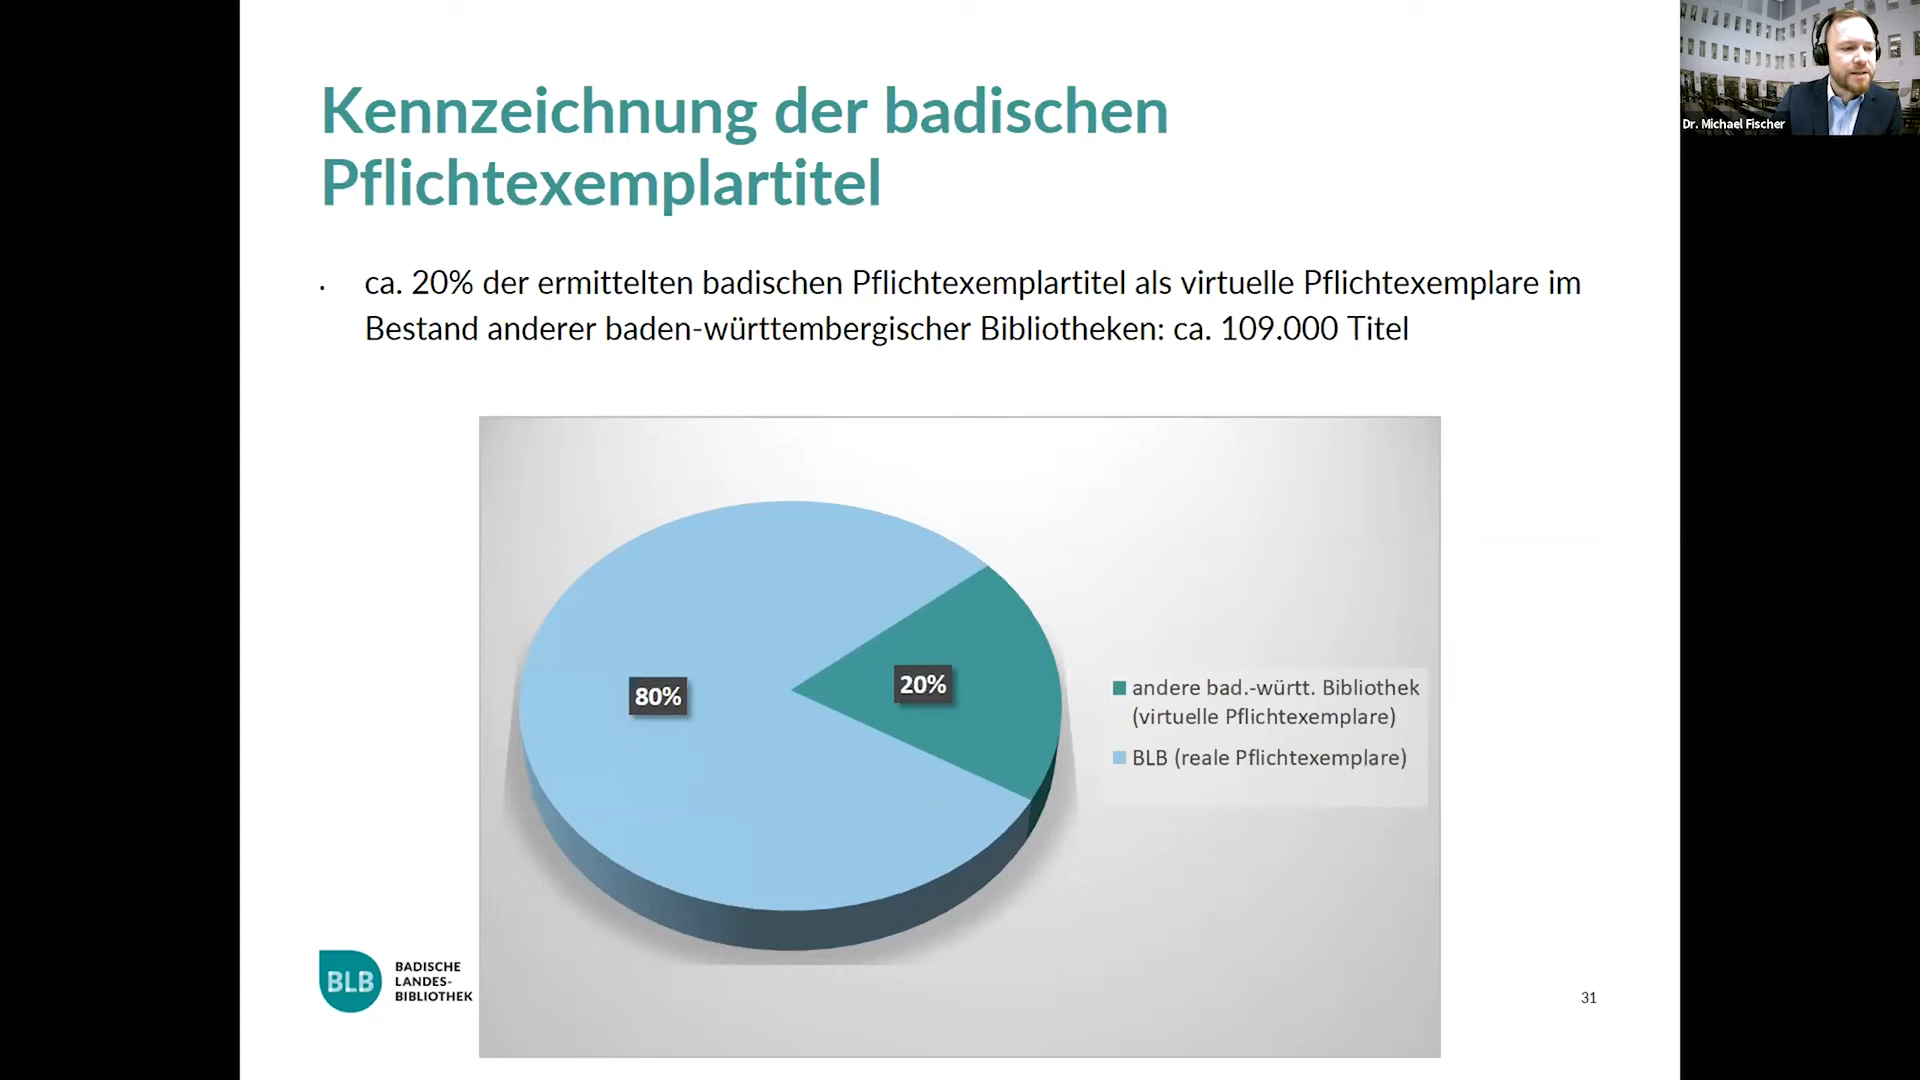 Kennzeichnung der badischen
Pflichtexemplartitel
Dr. Michael Fischer
· ca. 20% der ermittelten badischen Pflichtexemplartitel als virtuelle Pflichtexemplare im
Bestand anderer baden-württembergischer Bibliotheken: ca. 109.000 Titel
80%
20%
andere bad.-württ. Bibliothek
(virtuelle Pflichtexemplare)
BLB (reale Pflichtexemplare)
BLB
BADISCHE
LANDES-
BIBLIOTHEK
31